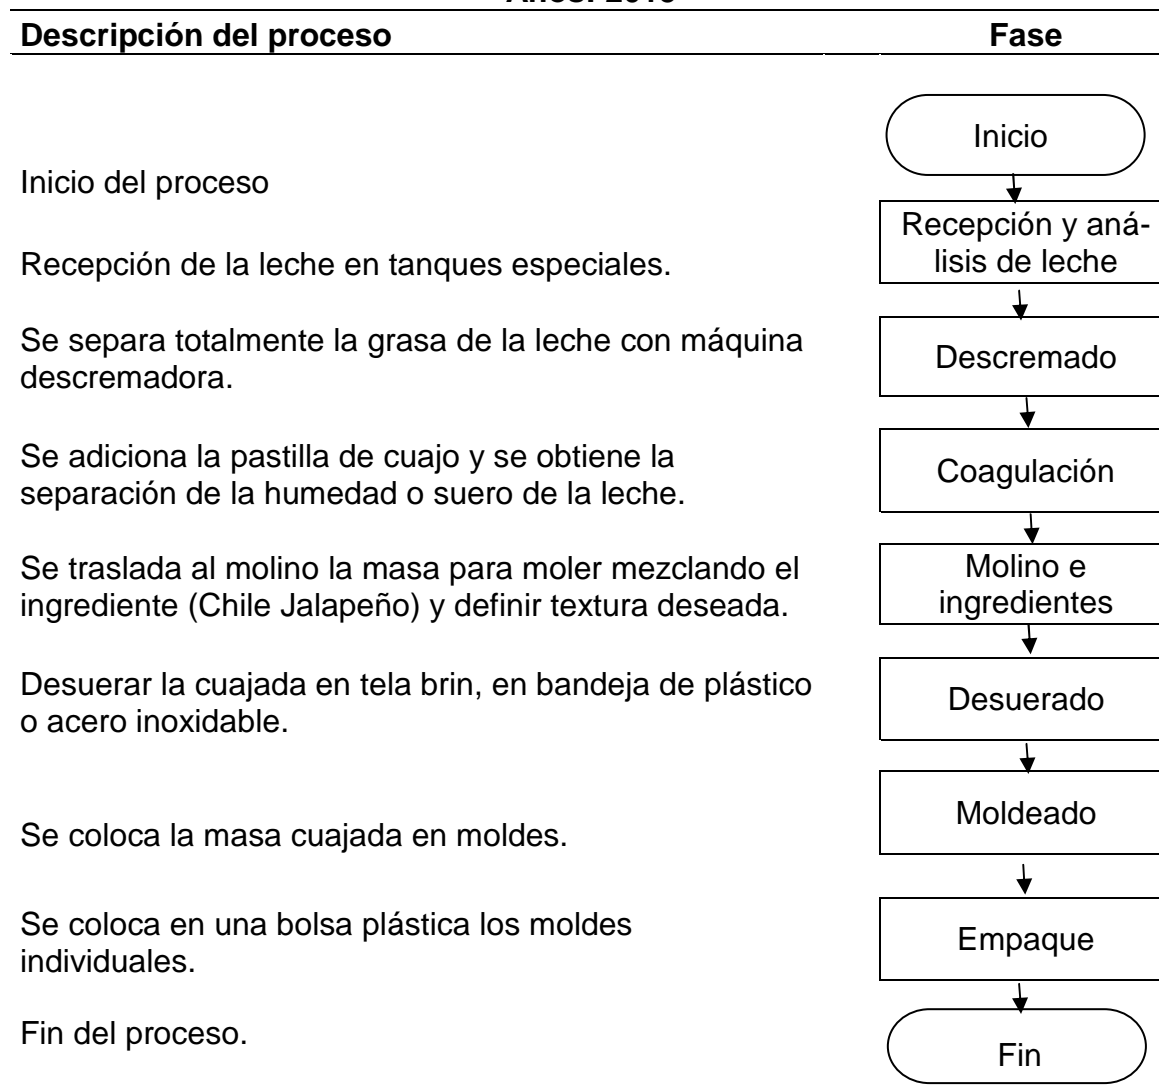 Descripción del proceso Fase
Inicio
Inicio del proceso
Recepción y aná-
lisis de leche
Recepción de la leche en tanques especiales.
Se separa totalmente la grasa de la leche con máquina
descremadora.
Descremado
Se adiciona la pastilla de cuajo y se obtiene la
separación de la humedad o suero de la leche.
Coagulación
Se traslada al molino la masa para moler mezclando el
ingrediente (Chile Jalapeño) y definir textura deseada.
Molino e
ingredientes
Desuerar la cuajada en tela brin, en bandeja de plástico
o acero inoxidable.
Desuerado
Se coloca la masa cuajada en moldes.
Moldeado
Se coloca en una bolsa plástica los moldes
individuales.
Empaque
Fin del proceso.
Fin